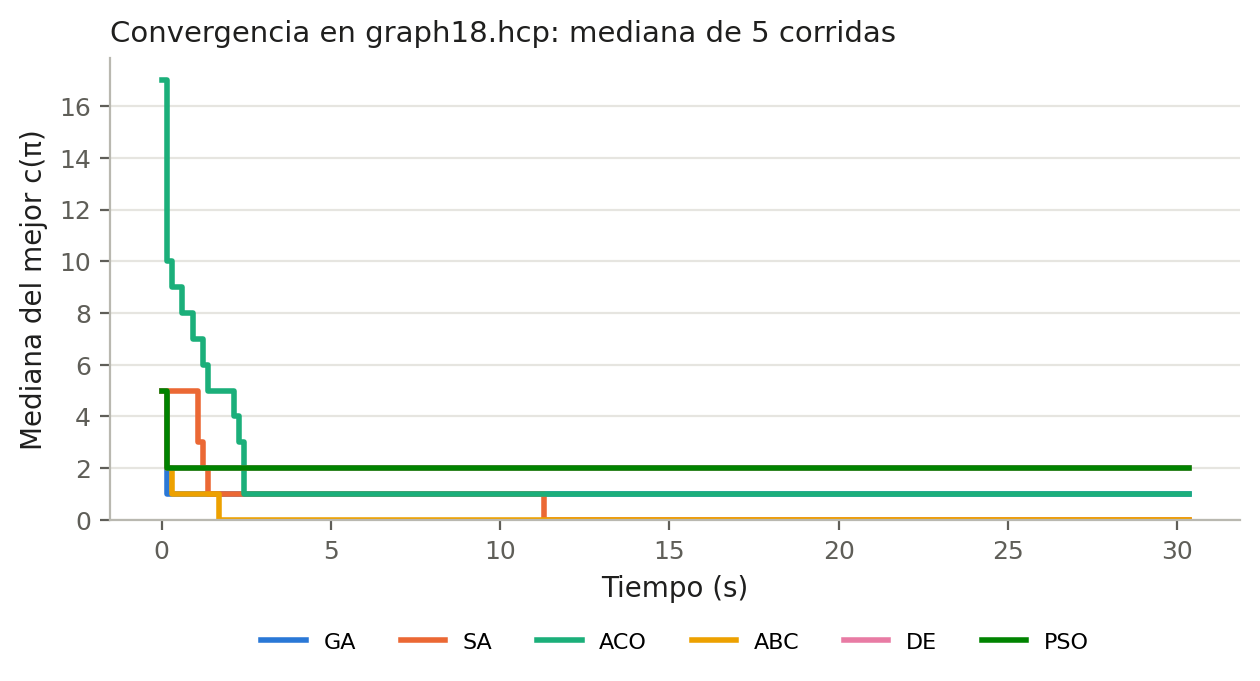 Convergencia en graph18.hcp: mediana de 5 corridas
Mediana del mejor c(π)
16
14
12
10
8
6
4
2
0
0 5 10 15 20 25 30
Tiempo (s)
GA SA ACO ABC DE PSO